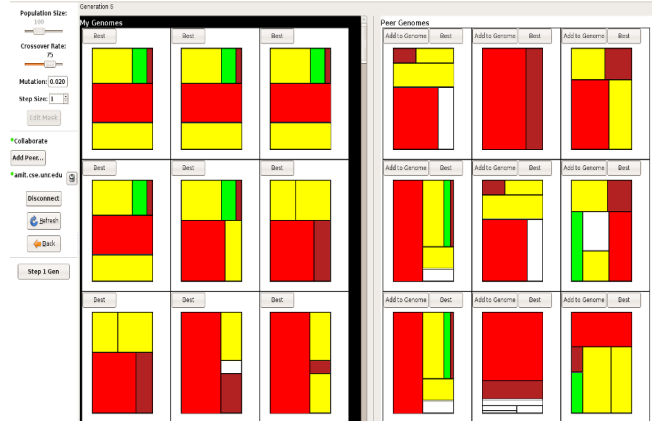 Generation 6
Population Size:
100
Crossover Rate:
75
Mutation: 0.020
Step Size: 1
Edit Mask
Collaborate
Add Peer...
amit.cse.unr.edu
Disconnect
Refresh
Back
Step 1 Gen
My Genomes
Best Best Best
Best Best Best
Best Best Best
Peer Genomes
Add to Genome Best Add to Genome Best Add to Genome Best
Add to Genome Best Add to Genome Best Add to Genome Best
Add to Genome Best Add to Genome Best Add to Genome Best